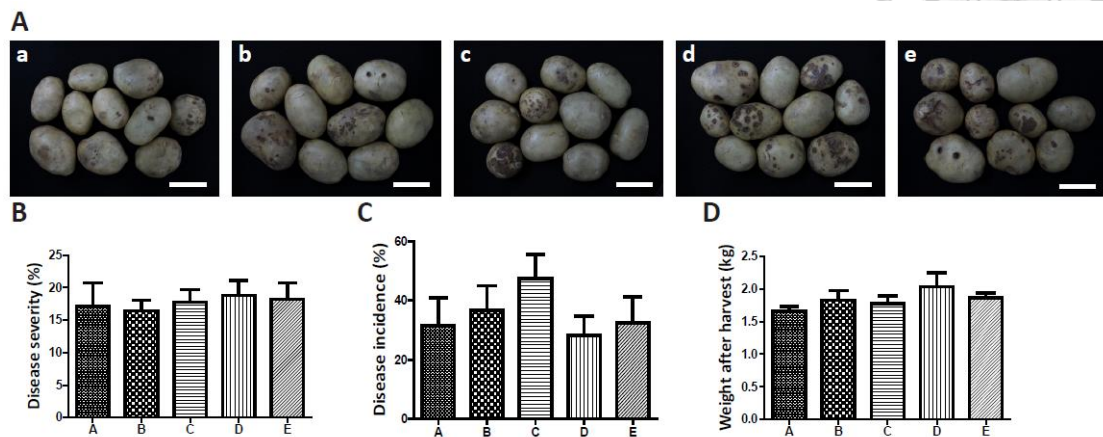 A
a b c d e
B C D
Disease severity (%)
25
20
15
10
5
0
A B C D E
Disease incidence (%)
60
40
20
0
A B C D E
Weight after harvest (kg)
2.5
2.0
1.5
1.0
0.5
0.0
A B C D E